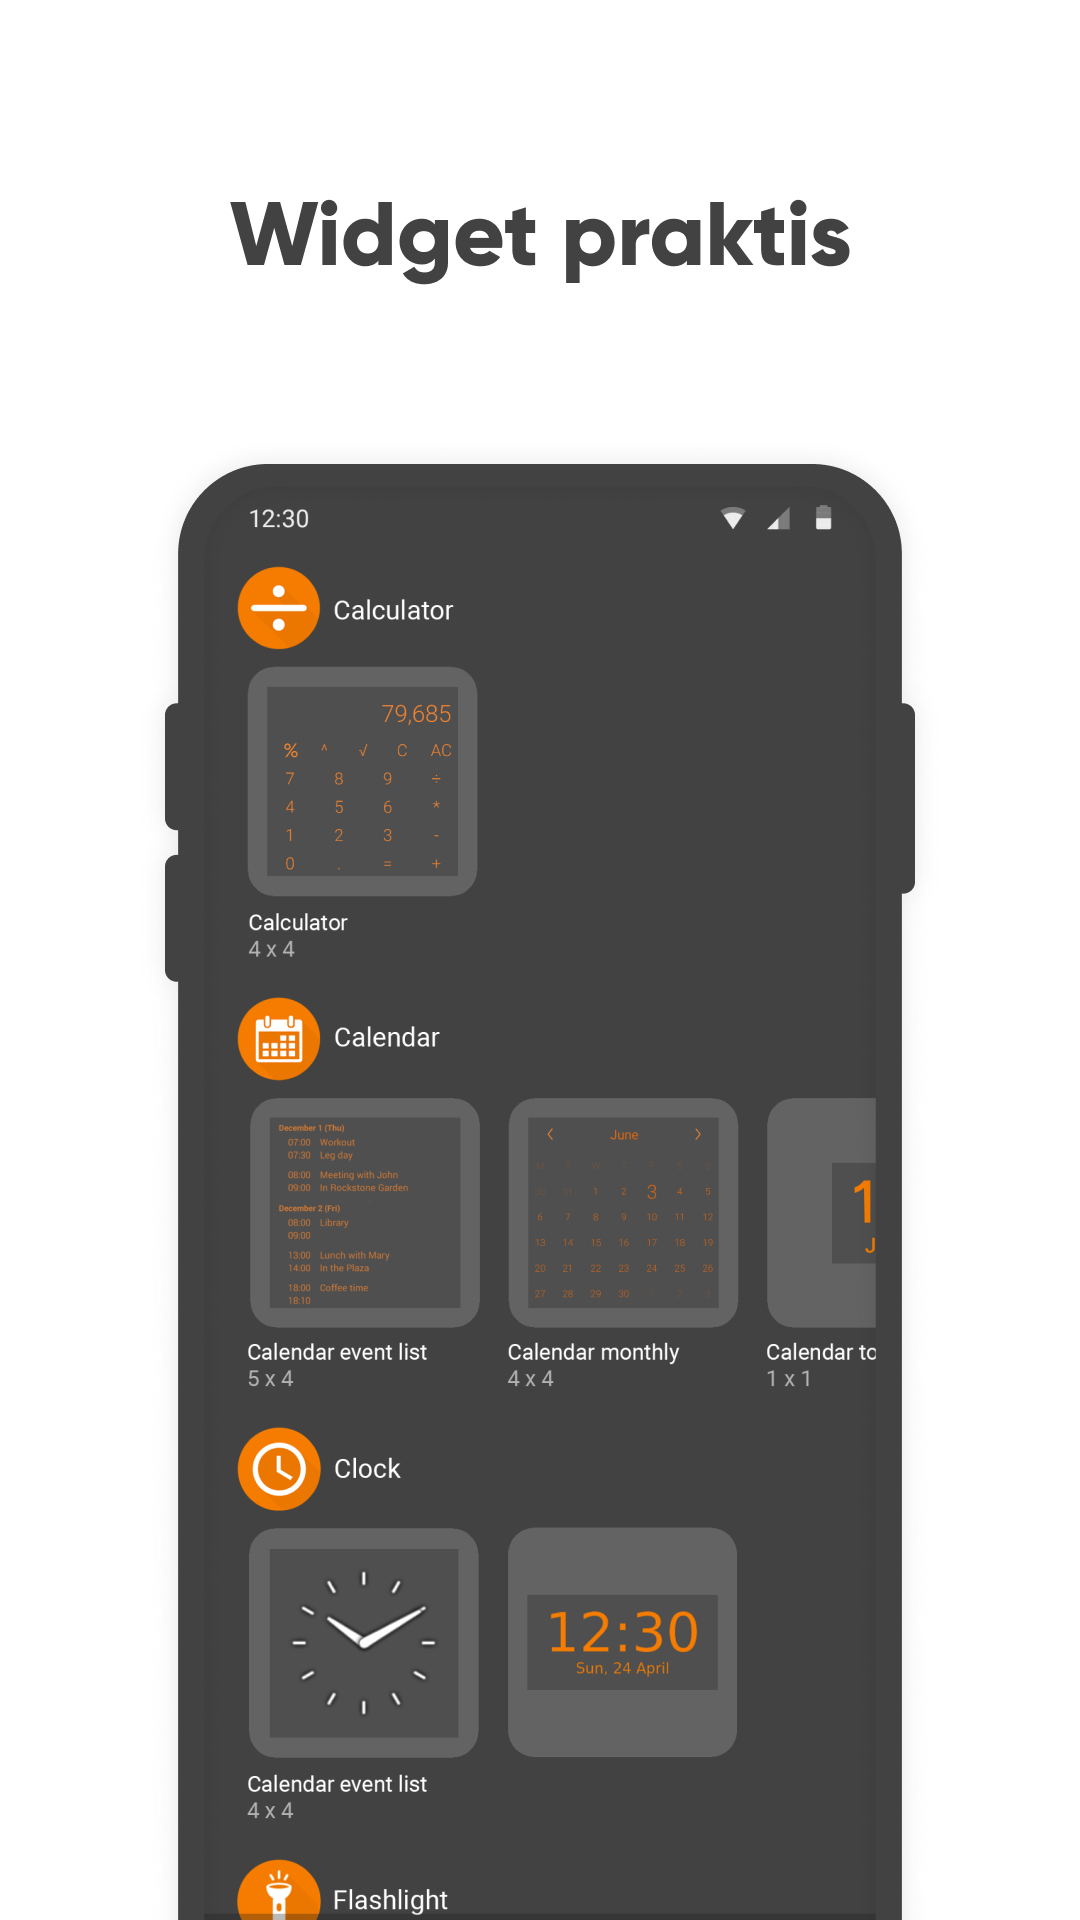 Widget praktis
12:30
Calculator
79,685
% ^ √ C AC
7 8 9 ÷
4 5 6 *
1 2 3 -
0 . = +
Calculator
4 x 4
Calendar
December 1 (Thu)
07:00 Workout
07:30 Leg day
08:00 Meeting with John
09:00 In Rockstone Garden
December 2 (Fri)
08:00 Library
09:00
13:00 Lunch with Mary
14:00 In the Plaza
18:00 Coffee time
18:10
June
1 2 3 4 5
6 7 8 9 10 11 12
13 14 15 16 17 18 19
20 21 22 23 24 25 26
27 28 29 30
1
J
Calendar event list
5 x 4
Calendar monthly
4 x 4
Calendar to
1 x 1
Clock
12:30
Sun, 24 April
Calendar event list
4 x 4
Flashlight